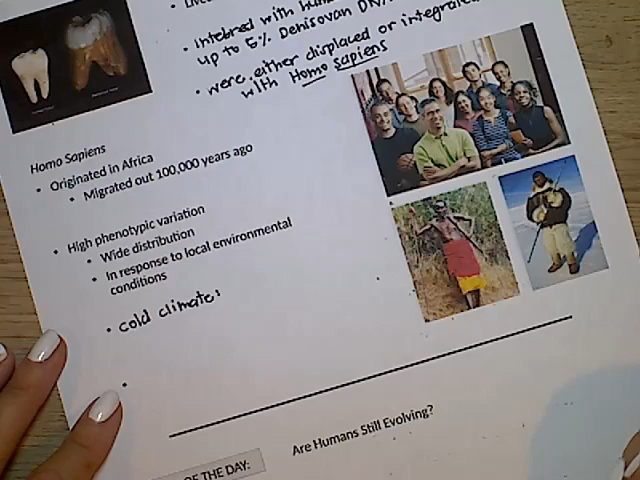 • Interbred with
up to 5% Denisovan DNA
• were either displaced or integrated
with Homo sapiens
Homo Sapiens
• Originated in Africa
• Migrated out 100,000 years ago
• High phenotypic variation
• Wide distribution
• In response to local environmental
conditions
• cold climates
•
Are Humans Still Evolving?
OF THE DAY: